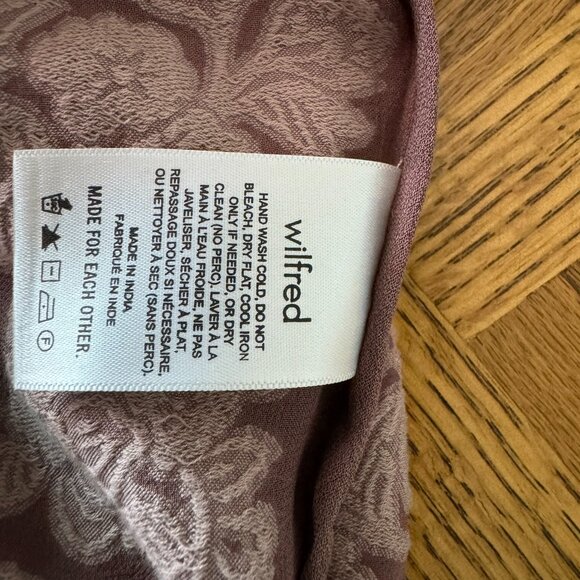 wilfred
HAND WASH COLD, DO NOT
BLEACH, DRY FLAT, COOL IRON
ONLY IF NEEDED, OR DRY
CLEAN (NO PERC). LAVER À LA
MAIN À L'EAU FROIDE, NE PAS
JAVELISER, SÉCHER À PLAT,
REPASSAGE DOUX SI NÉCESSAIRE,
OU NETTOYER À SEC (SANS PERC).
MADE IN INDIA
FABRIQUÉ EN INDE
MADE FOR EACH OTHER.
F